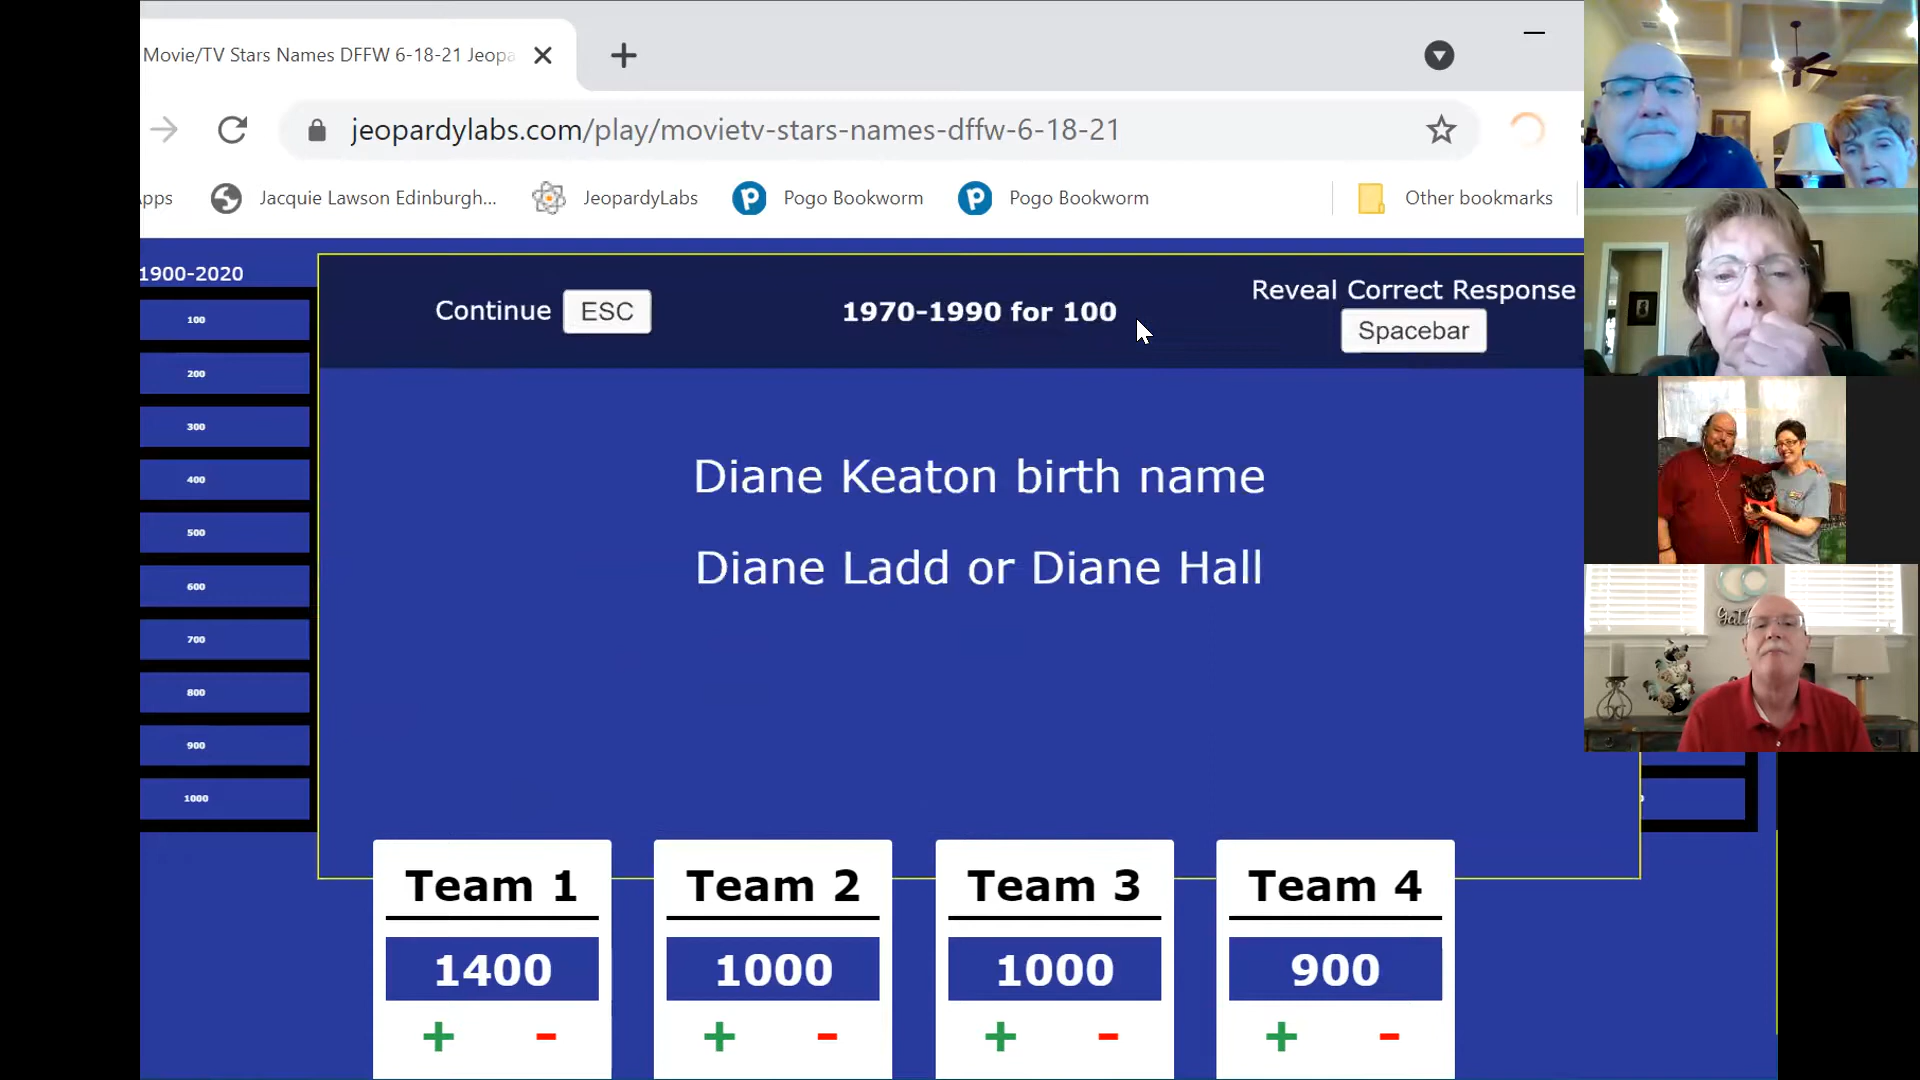 Movie/TV Stars Names DFFW 6-18-21 Jeopa
jeopardylabs.com/play/movietv-stars-names-dffw-6-18-21
Apps
Jacquie Lawson Edinburgh...
JeopardyLabs
Pogo Bookworm
Pogo Bookworm
Other bookmarks
1900-2020
100
200
300
400
500
600
700
800
900
1000
Continue ESC
1970-1990 for 100
Reveal Correct Response
Spacebar
Diane Keaton birth name
Diane Ladd or Diane Hall
Team 1
1400
+ -
Team 2
1000
+ -
Team 3
1000
+ -
Team 4
900
+ -